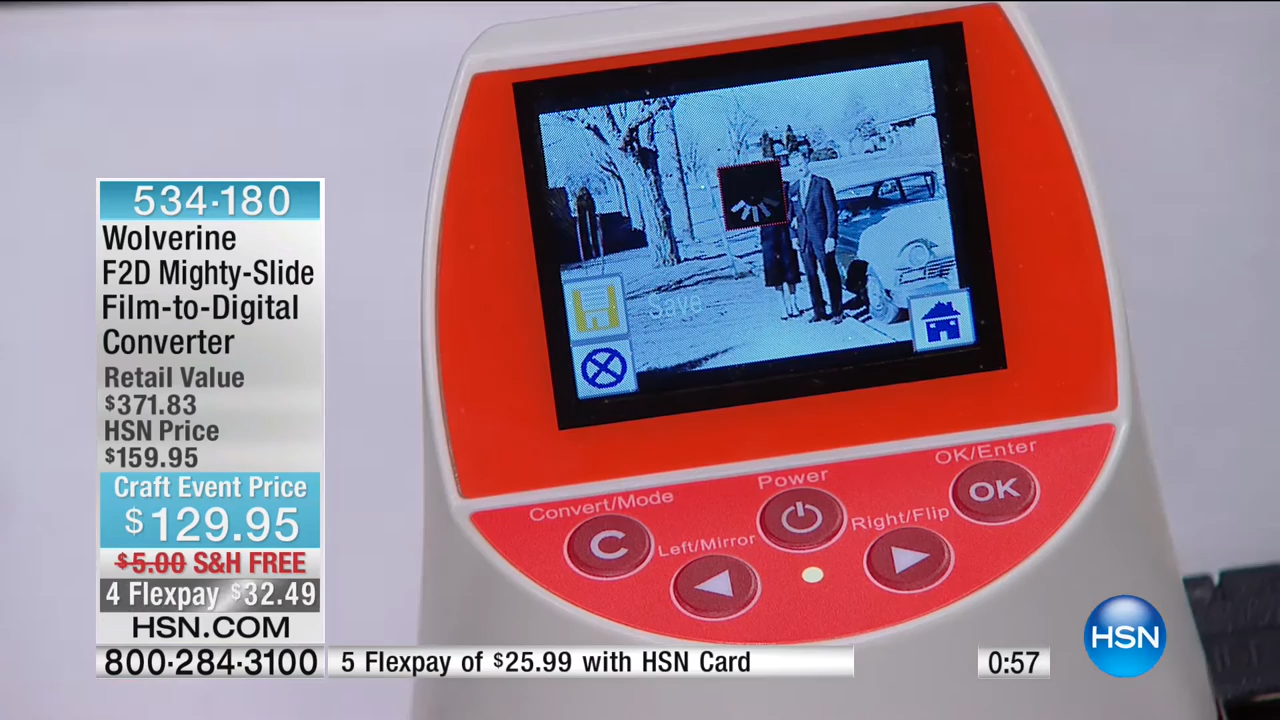 534·180
Wolverine
F2D Mighty-Slide
Film-to-Digital
Converter
Retail Value
$371.83
HSN Price
$159.95
Craft Event Price
$129.95
$5.00 S&H FREE
4 Flexpay $32.49
HSN.COM
800·284·3100
5 Flexpay of $25.99 with HSN Card
0:57
HSN
Save
Convert/Mode
Power
OK/Enter
C
OK
Left/Mirror
Right/Flip